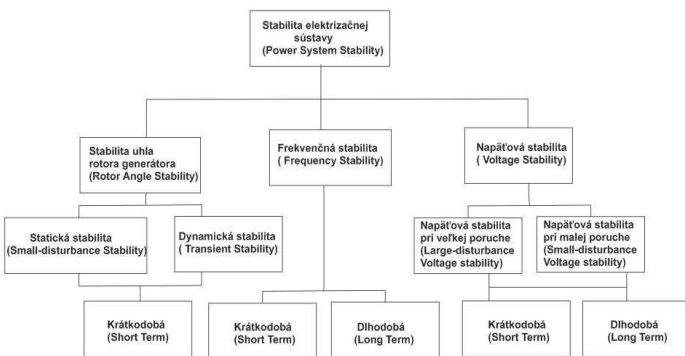 Stabilita elektrizačnej
sústavy
(Power System Stability)
Stabilita uhla
rotora generátora
(Rotor Angle Stability)
Frekvenčná stabilita
( Frequency Stability)
Napäťová stabilita
( Voltage Stability)
Statická stabilita
(Small-disturbance Stability)
Dynamická stabilita
( Transient Stability)
Napäťová stabilita
pri veľkej poruche
(Large-disturbance
Voltage stability)
Napäťová stabilita
pri malej poruche
(Small-disturbance
Voltage stability)
Krátkodobá
(Short Term)
Krátkodobá
(Short Term)
Dlhodobá
(Long Term)
Krátkodobá
(Short Term)
Dlhodobá
(Long Term)